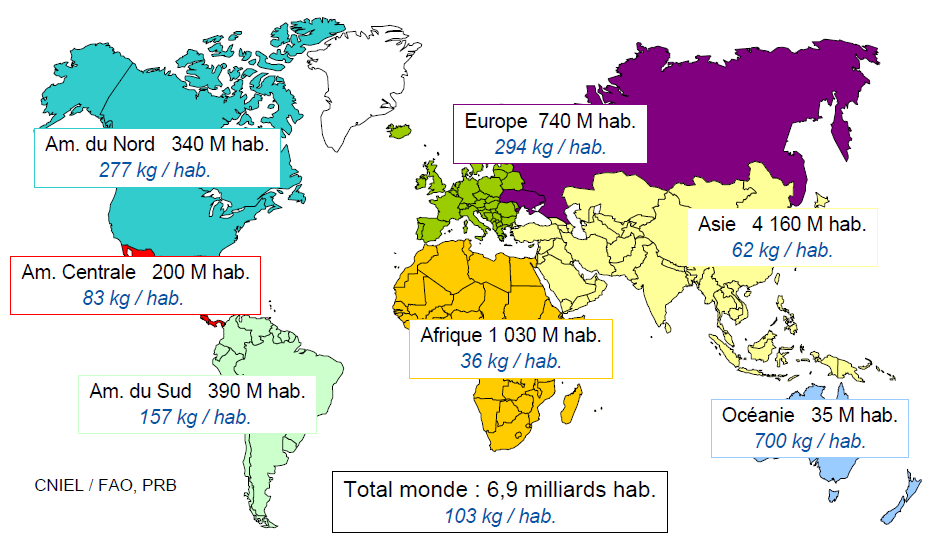 Europe 740 M hab.
294 kg / hab.
Am. du Nord 340 M hab.
277 kg / hab.
Asie 4 160 M hab.
62 kg / hab.
Am. Centrale 200 M hab.
83 kg / hab.
Afrique 1 030 M hab.
36 kg / hab.
Am. du Sud 390 M hab.
157 kg / hab.
Océanie 35 M hab.
700 kg / hab.
CNIEL / FAO, PRB
Total monde : 6,9 milliards hab.
103 kg / hab.